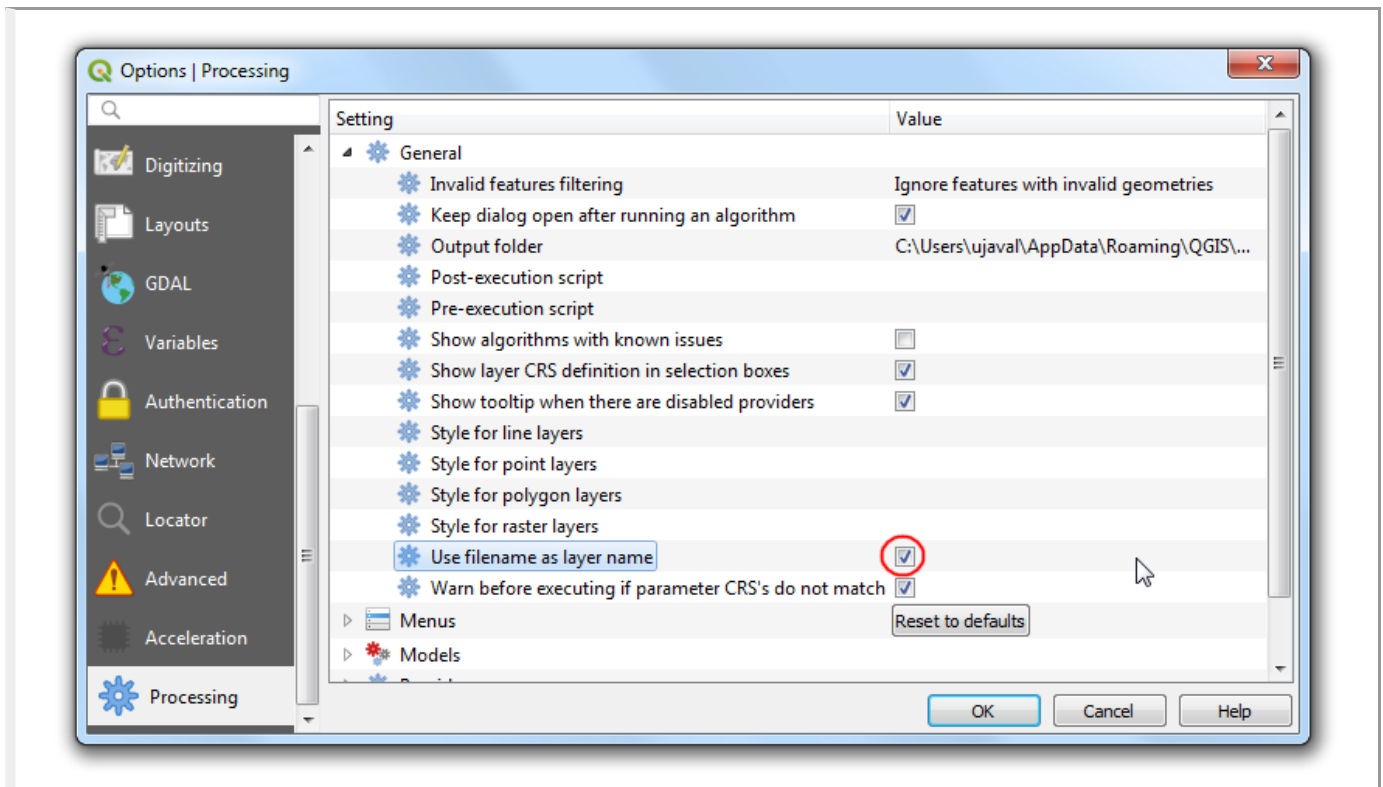 Options | Processing
Setting Value
Digitizing
Layouts
GDAL
Variables
Authentication
Network
Locator
Advanced
Acceleration
Processing
General
Invalid features filtering Ignore features with invalid geometries
Keep dialog open after running an algorithm
Output folder C:\Users\ujaval\AppData\Roaming\QGIS\...
Post-execution script
Pre-execution script
Show algorithms with known issues
Show layer CRS definition in selection boxes
Show tooltip when there are disabled providers
Style for line layers
Style for point layers
Style for polygon layers
Style for raster layers
Use filename as layer name
Warn before executing if parameter CRS's do not match
Menus Reset to defaults
Models
OK Cancel Help